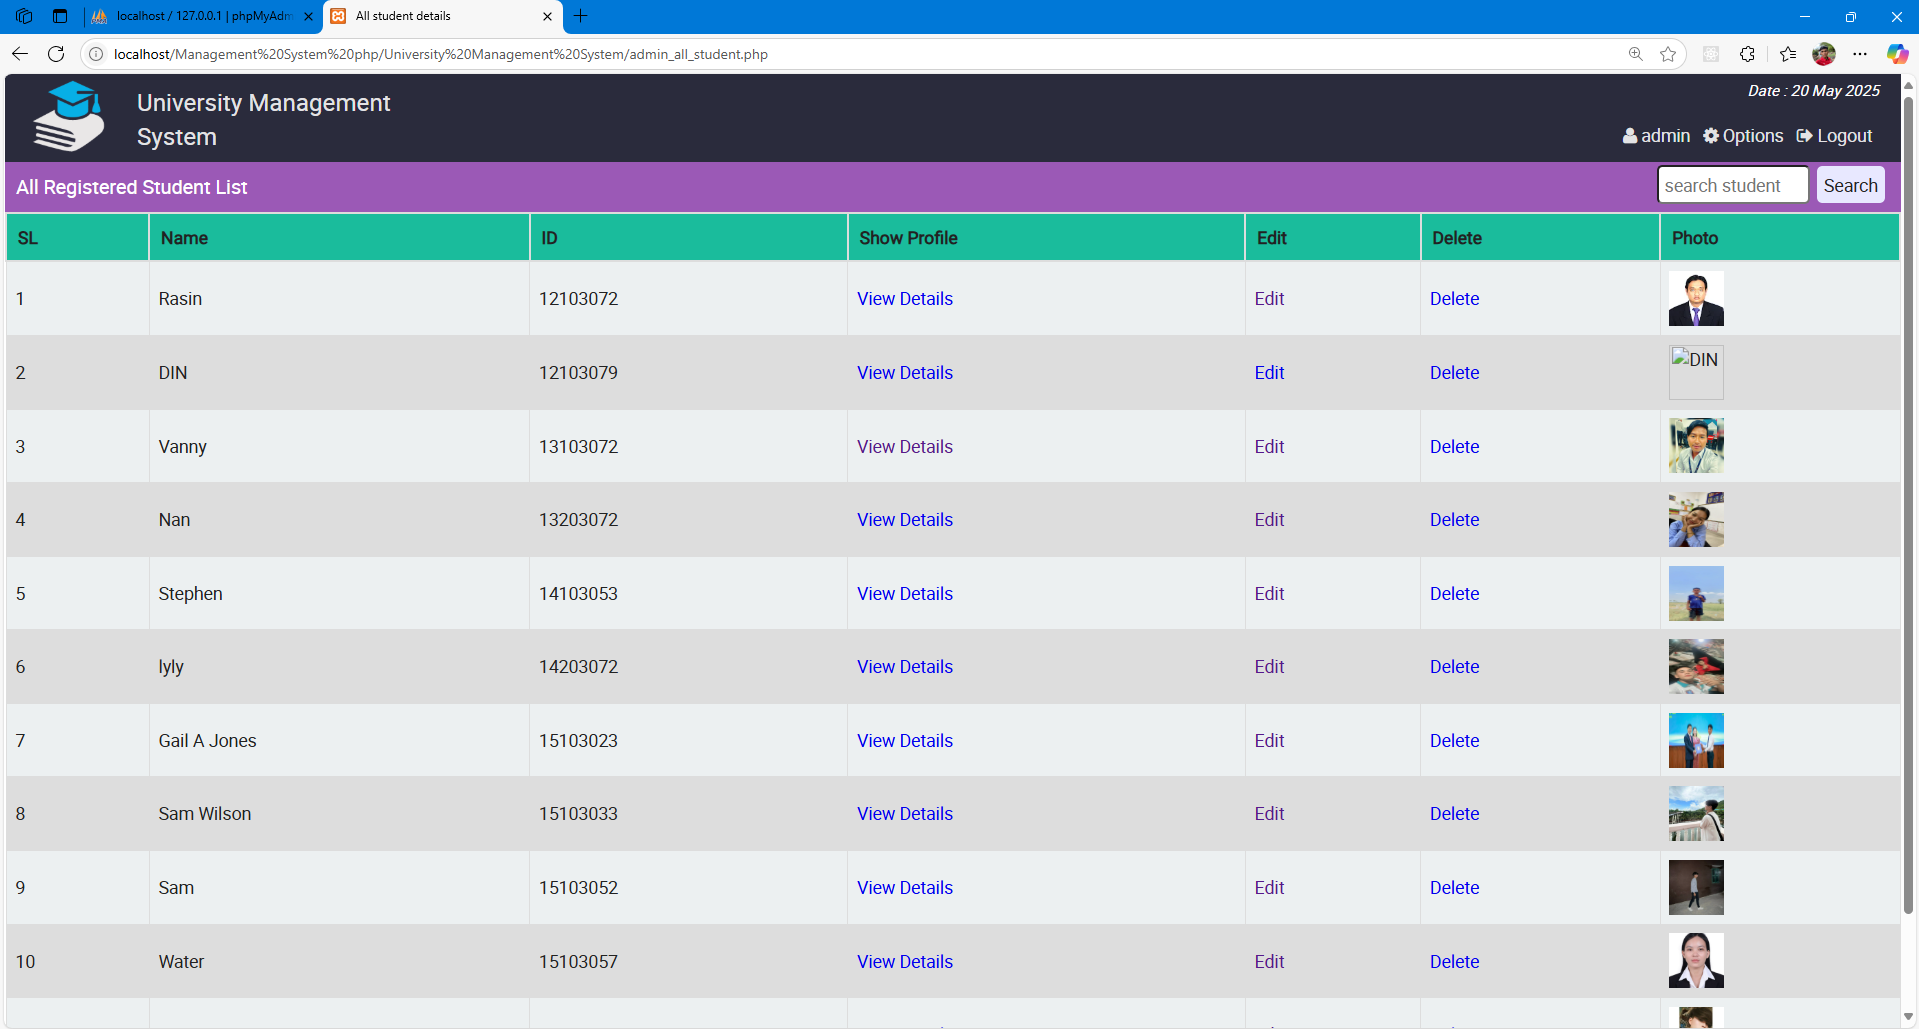 localhost / 127.0.0.1 | phpMyAdm
All student details
localhost/Management%20System%20php/University%20Management%20System/admin_all_student.php
University Management
System
Date : 20 May 2025
admin Options Logout
All Registered Student List
search student Search
SL Name ID Show Profile Edit Delete Photo
1 Rasin 12103072 View Details Edit Delete
2 DIN 12103079 View Details Edit Delete DIN
3 Vanny 13103072 View Details Edit Delete
4 Nan 13203072 View Details Edit Delete
5 Stephen 14103053 View Details Edit Delete
6 lyly 14203072 View Details Edit Delete
7 Gail A Jones 15103023 View Details Edit Delete
8 Sam Wilson 15103033 View Details Edit Delete
9 Sam 15103052 View Details Edit Delete
10 Water 15103057 View Details Edit Delete